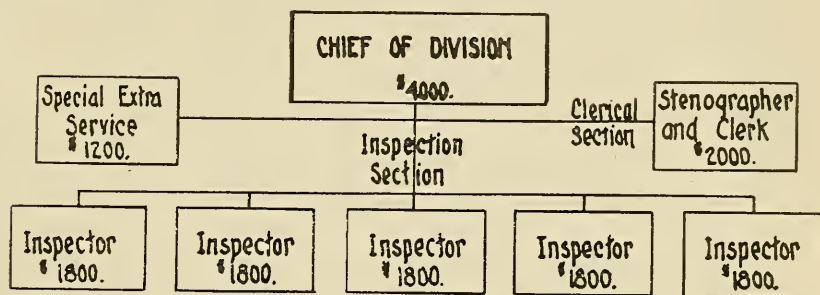 CHIEF OF DIVISION
$4000.
Special Extra
Service
$1200.
Clerical
Section
Stenographer
and Clerk
$2000.
Inspection
Section
Inspector
$1800.
Inspector
$1800.
Inspector
$1800.
Inspector
$1800.
Inspector
$1800.